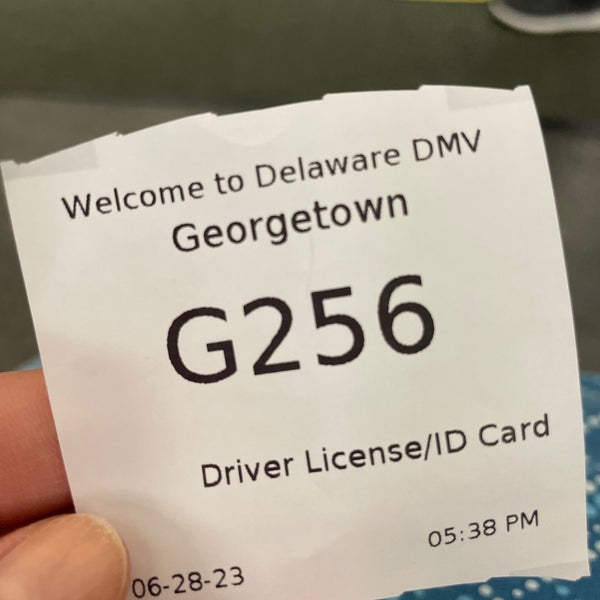 Welcome to Delaware DMV
Georgetown
G256
Driver License/ID Card
06-28-23 05:38 PM